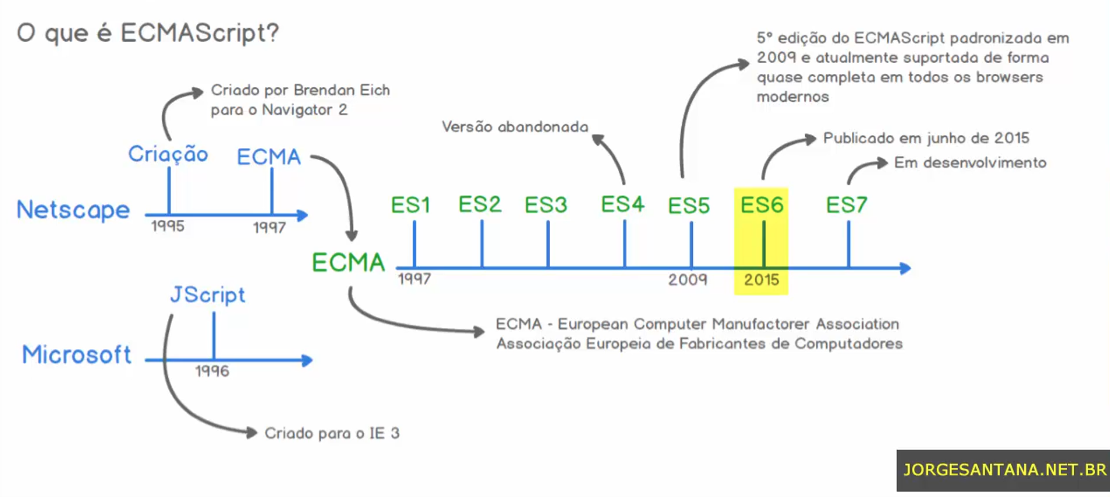 O que é ECMAScript?
5° edição do ECMAScript padronizada em
2009 e atualmente suportada de forma
quase completa em todos os browsers
modernos
Criado por Brendan Eich
para o Navigator 2
Versão abandonada
Publicado em junho de 2015
Em desenvolvimento
Criação
ECMA
Netscape
1995
1997
ES1
ES2
ES3
ES4
ES5
ES6
ES7
ECMA
1997
2009
2015
JScript
ECMA - European Computer Manufactorer Association
Associação Europeia de Fabricantes de Computadores
Microsoft
1996
Criado para o IE 3
JORGESANTANA.NET.BR